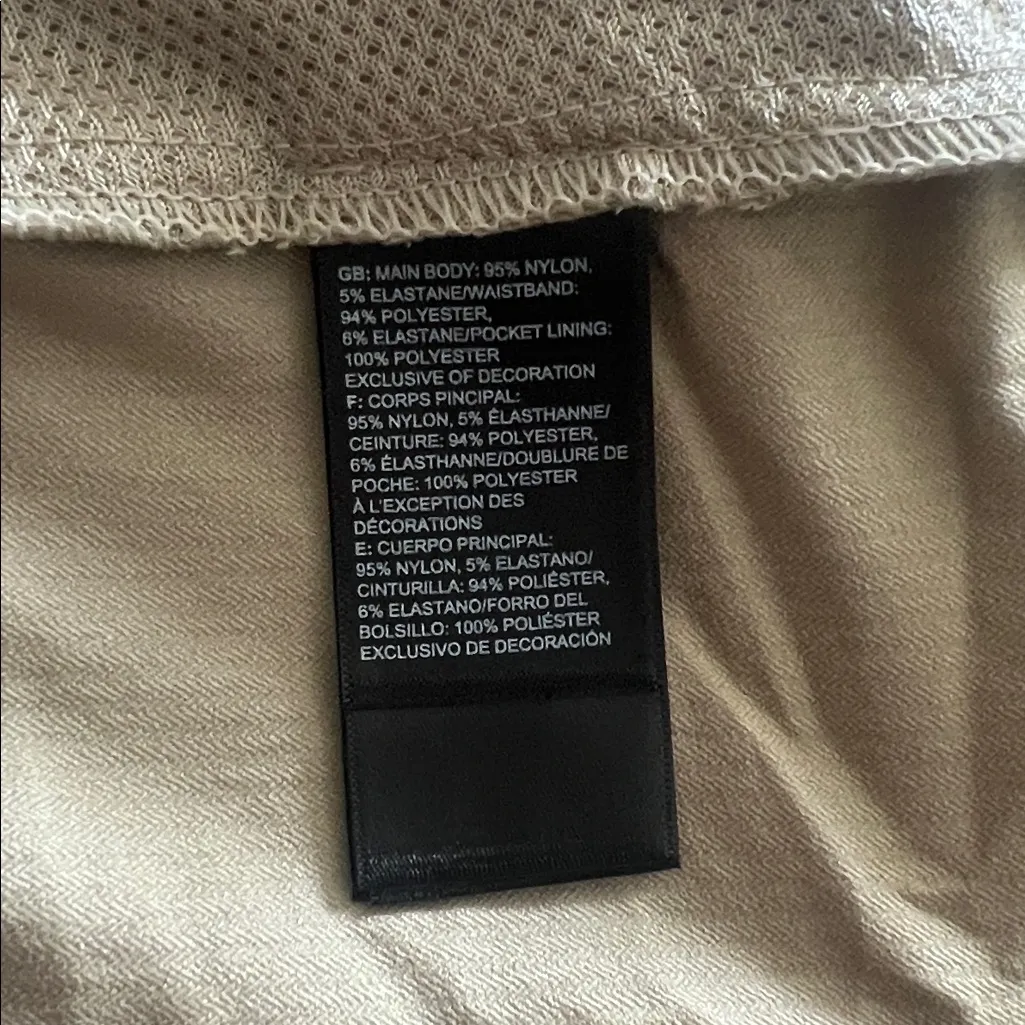 GB: MAIN BODY: 95% NYLON,
5% ELASTANE/WAISTBAND:
94% POLYESTER,
6% ELASTANE/POCKET LINING:
100% POLYESTER
EXCLUSIVE OF DECORATION
F: CORPS PINCIPAL:
95% NYLON, 5% ÉLASTHANNE/
CEINTURE: 94% POLYESTER,
6% ÉLASTHANNE/DOUBLURE DE
POCHE: 100% POLYESTER
À L'EXCEPTION DES
DÉCORATIONS
E: CUERPO PRINCIPAL:
95% NYLON, 5% ELASTANO/
CINTURILLA: 94% POLIÉSTER,
6% ELASTANO/FORRO DEL
BOLSILLO: 100% POLIÉSTER
EXCLUSIVO DE DECORACIÓN